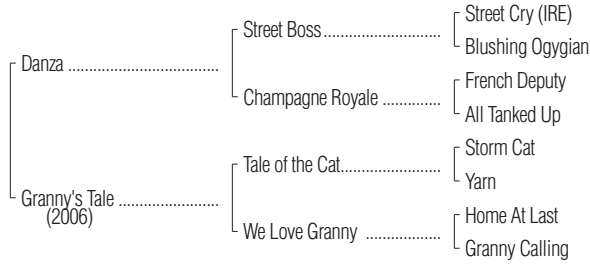 Street Cry (IRE)
Street Boss
Blushing Ogygian
Danza
French Deputy
Champagne Royale
All Tanked Up
Storm Cat
Tale of the Cat
Yarn
Granny's Tale
(2006)
Home At Last
We Love Granny
Granny Calling